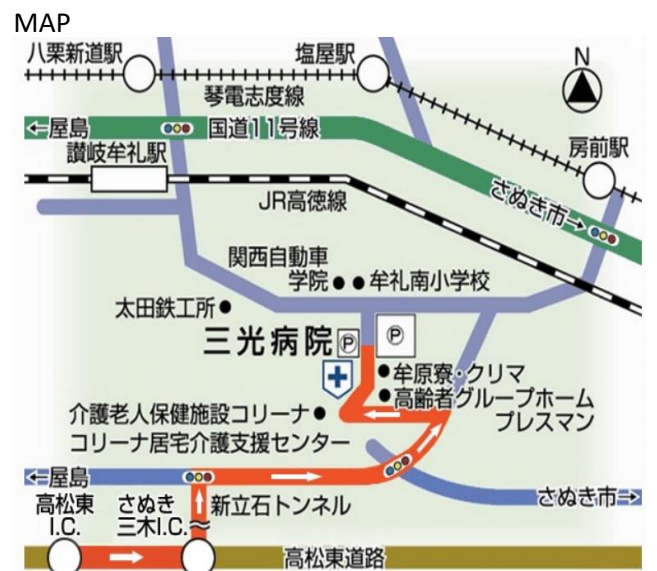 MAP
八栗新道駅
塩屋駅
N
琴電志度線
←屋島
国道11号線
讃岐牟礼駅
房前駅
さぬき市→
JR高徳線
関西自動車
学院
牟礼南小学校
太田鉄工所
三光病院
P
P
牟原寮・クリマ
高齢者グループホーム
プレスマン
介護老人保健施設コリーナ
コリーナ居宅介護支援センター
←屋島
さぬき市→
高松東
I.C.
さぬき
三木I.C.
新立石トンネル
高松東道路